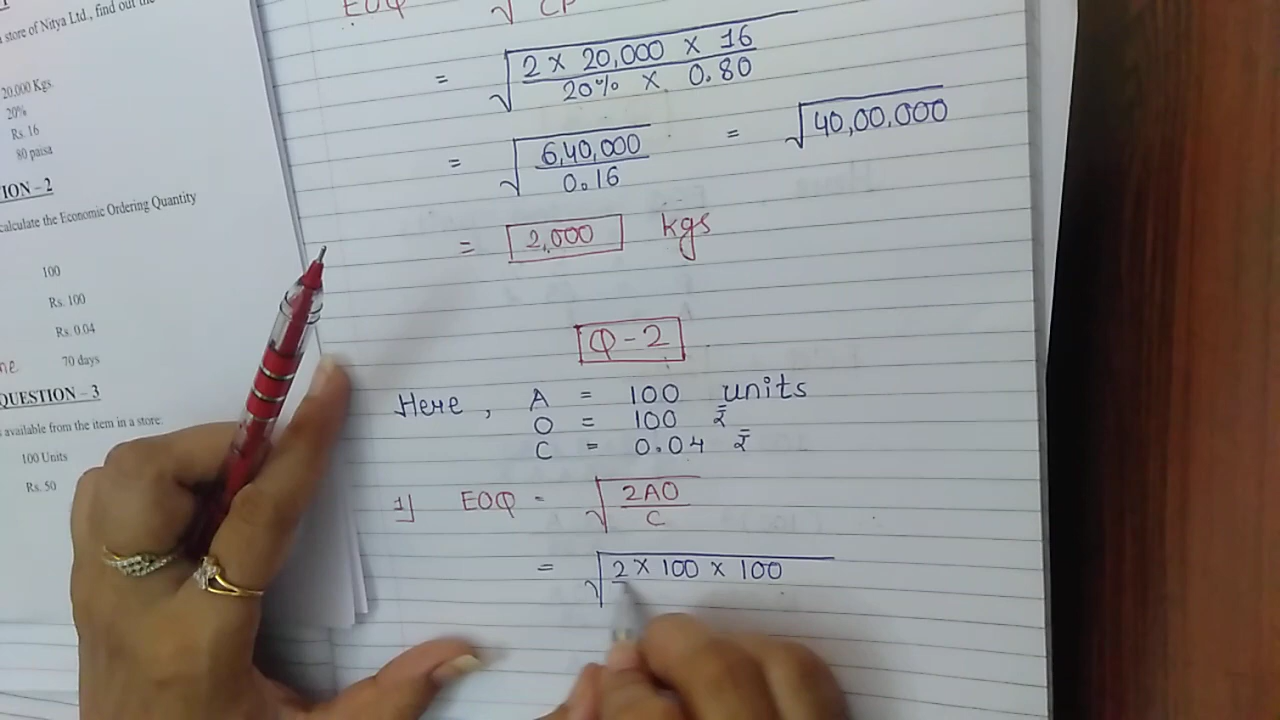 a store of Nitya Ltd., find out the
20,000 Kgs
20%
Rs. 16
80 paisa
ION – 2
calculate the Economic Ordering Quantity
100
Rs. 100
Rs. 0.04
me 70 days
QUESTION – 3
available from the item in a store:
100 Units
Rs. 50
EOQ √ CP
= √ 2 × 20,000 × 16
20% × 0.80
= √ 6,40,000 = √ 40,00,000
0.16
= 2,000 kgs
Q - 2
Here, A = 100 units
O = 100 ₹
C = 0.04 ₹
1] EOQ = √ 2AO
C
= √ 2 × 100 × 100